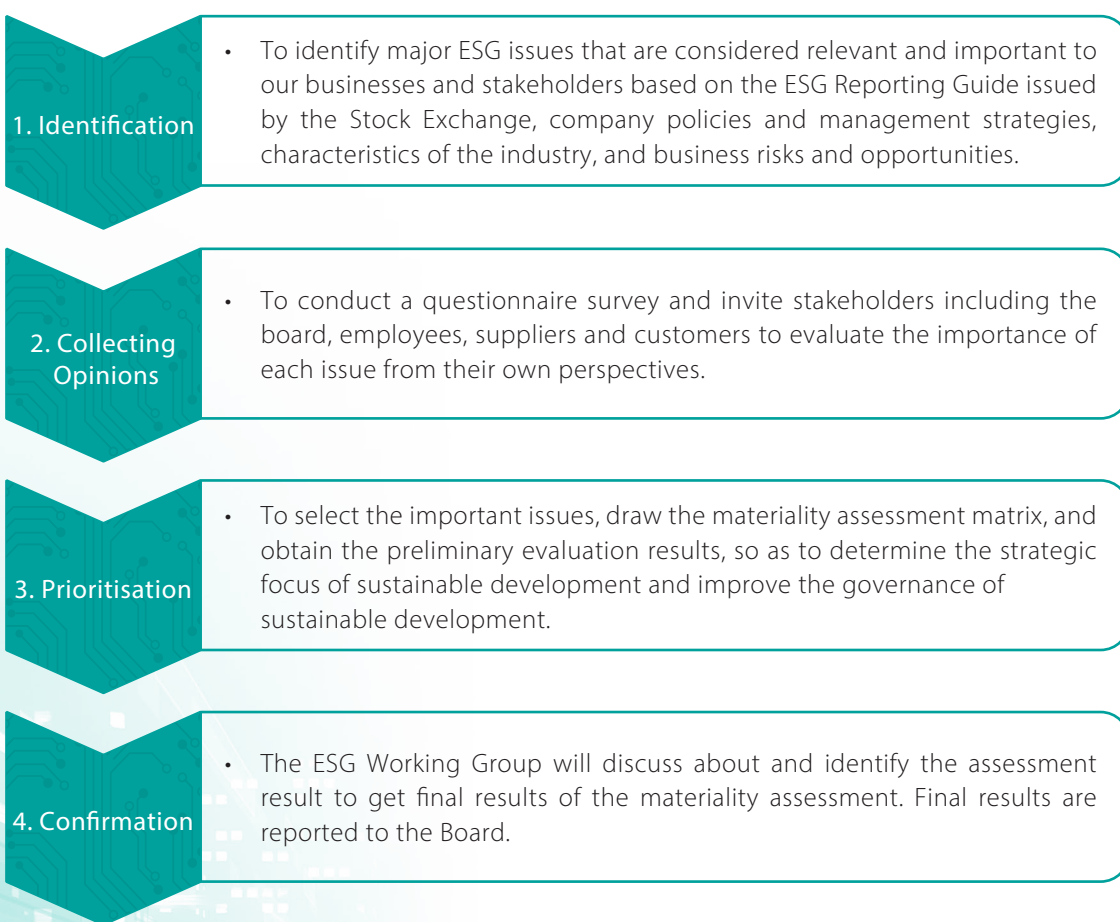 1. Identification
• To identify major ESG issues that are considered relevant and important to
our businesses and stakeholders based on the ESG Reporting Guide issued
by the Stock Exchange, company policies and management strategies,
characteristics of the industry, and business risks and opportunities.
2. Collecting
Opinions
• To conduct a questionnaire survey and invite stakeholders including the
board, employees, suppliers and customers to evaluate the importance of
each issue from their own perspectives.
3. Prioritisation
• To select the important issues, draw the materiality assessment matrix, and
obtain the preliminary evaluation results, so as to determine the strategic
focus of sustainable development and improve the governance of
sustainable development.
4. Confirmation
• The ESG Working Group will discuss about and identify the assessment
result to get final results of the materiality assessment. Final results are
reported to the Board.